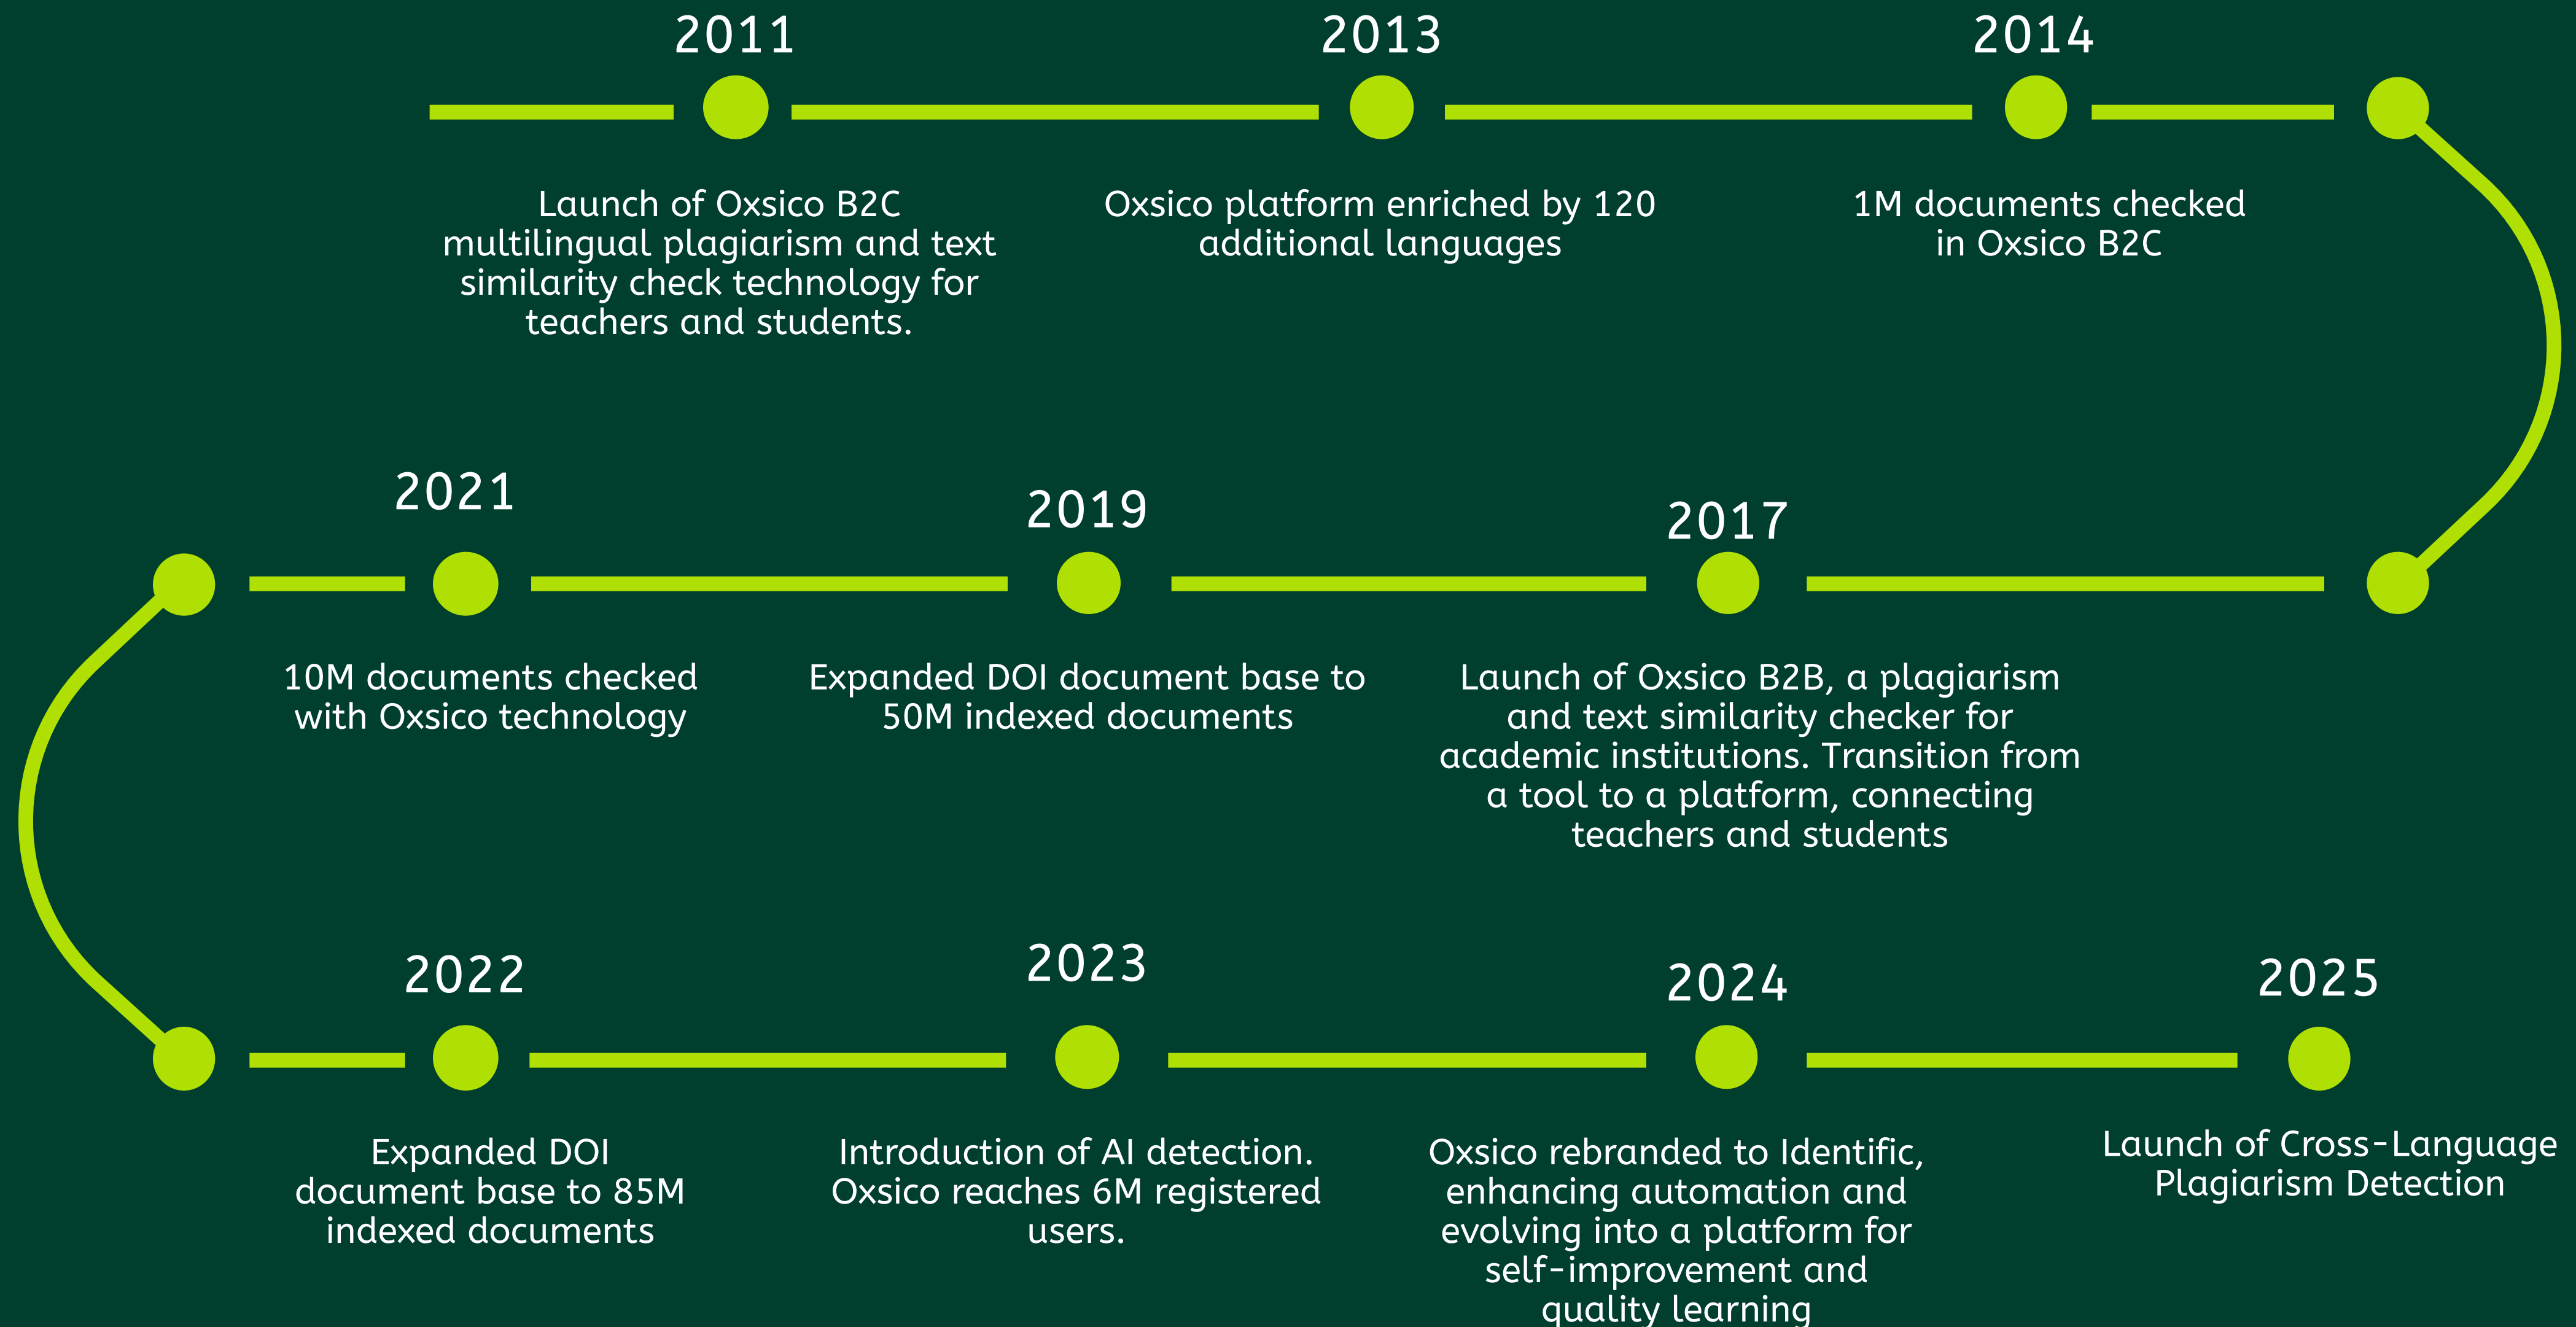 2011
Launch of Oxsico B2C
multilingual plagiarism and text
similarity check technology for
teachers and students.
2013
Oxsico platform enriched by 120
additional languages
2014
1M documents checked
in Oxsico B2C
2017
Launch of Oxsico B2B, a plagiarism
and text similarity checker for
academic institutions. Transition from
a tool to a platform, connecting
teachers and students
2019
Expanded DOI document base to
50M indexed documents
2021
10M documents checked
with Oxsico technology
2022
Expanded DOI
document base to 85M
indexed documents
2023
Introduction of AI detection.
Oxsico reaches 6M registered
users.
2024
Oxsico rebranded to Identific,
enhancing automation and
evolving into a platform for
self-improvement and
quality learning
2025
Launch of Cross-Language
Plagiarism Detection